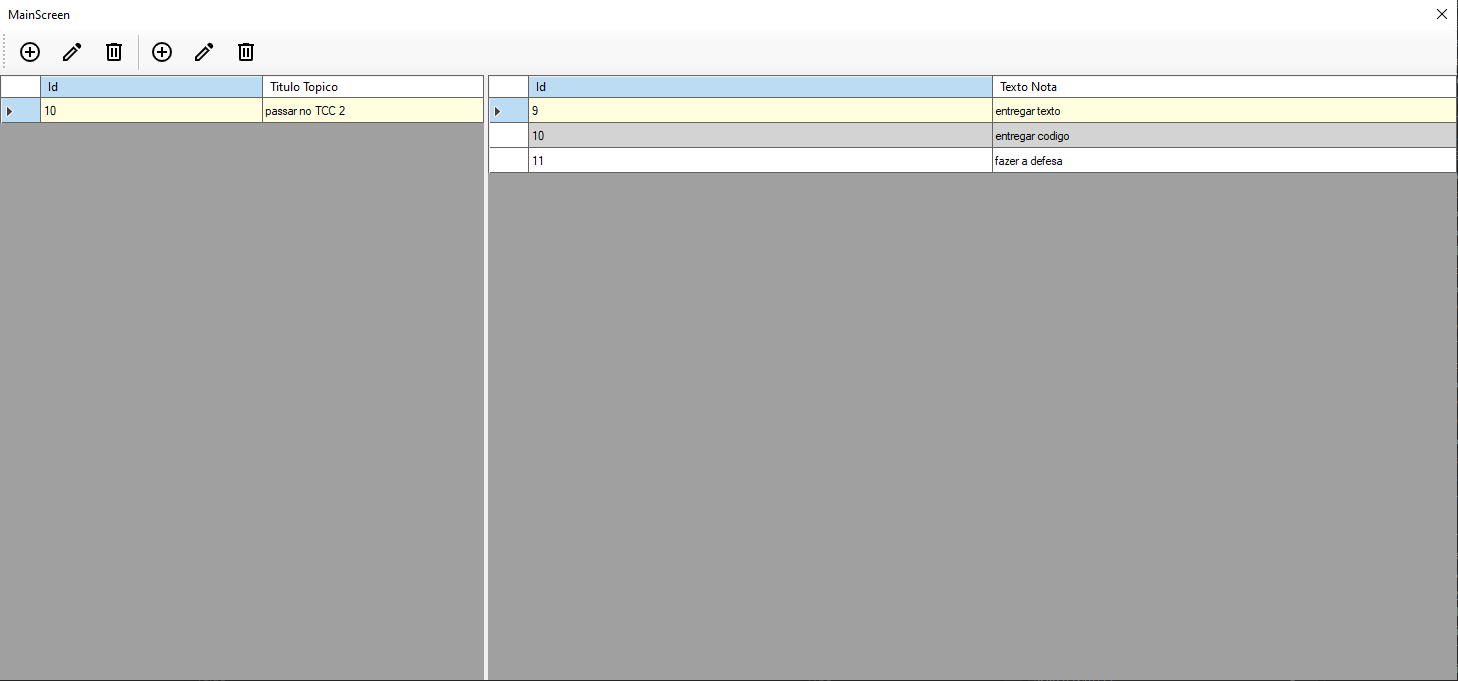 MainScreen
Id Titulo Topico
10 passar no TCC 2
Id Texto Nota
9 entregar texto
10 entregar codigo
11 fazer a defesa